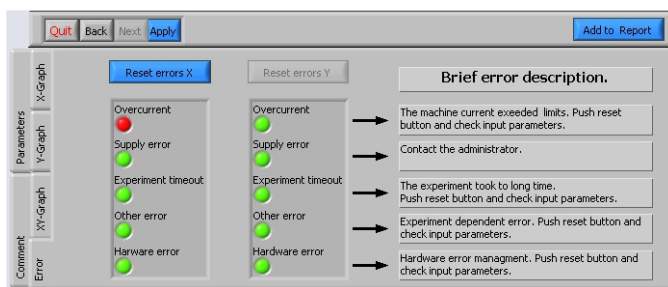 Quit Back Next Apply Add to Report
Reset errors X Reset errors Y Brief error description.
X-Graph
Y-Graph
XY-Graph
Error
Parameters
Comment
Overcurrent
Supply error
Experiment timeout
Other error
Harware error
Overcurrent
Supply error
Experiment timeout
Other error
Hardware error
The machine current exeeded limits. Push reset
button and check input parameters.
Contact the administrator.
The experiment took to long time.
Push reset button and check input parameters.
Experiment dependent error. Push reset button and
check input parameters.
Hardware error managment. Push reset button and
check input parameters.